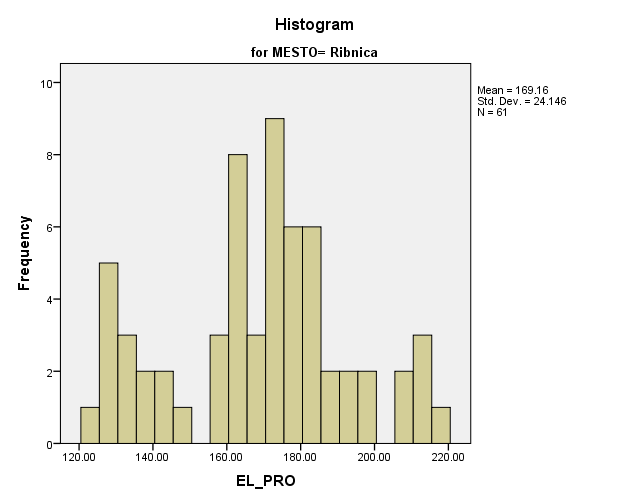 Histogram
for MESTO= Ribnica
Mean = 169.16
Std. Dev. = 24.146
N = 61
Frequency
10
8
6
4
2
0
120.00 140.00 160.00 180.00 200.00 220.00
EL_PRO